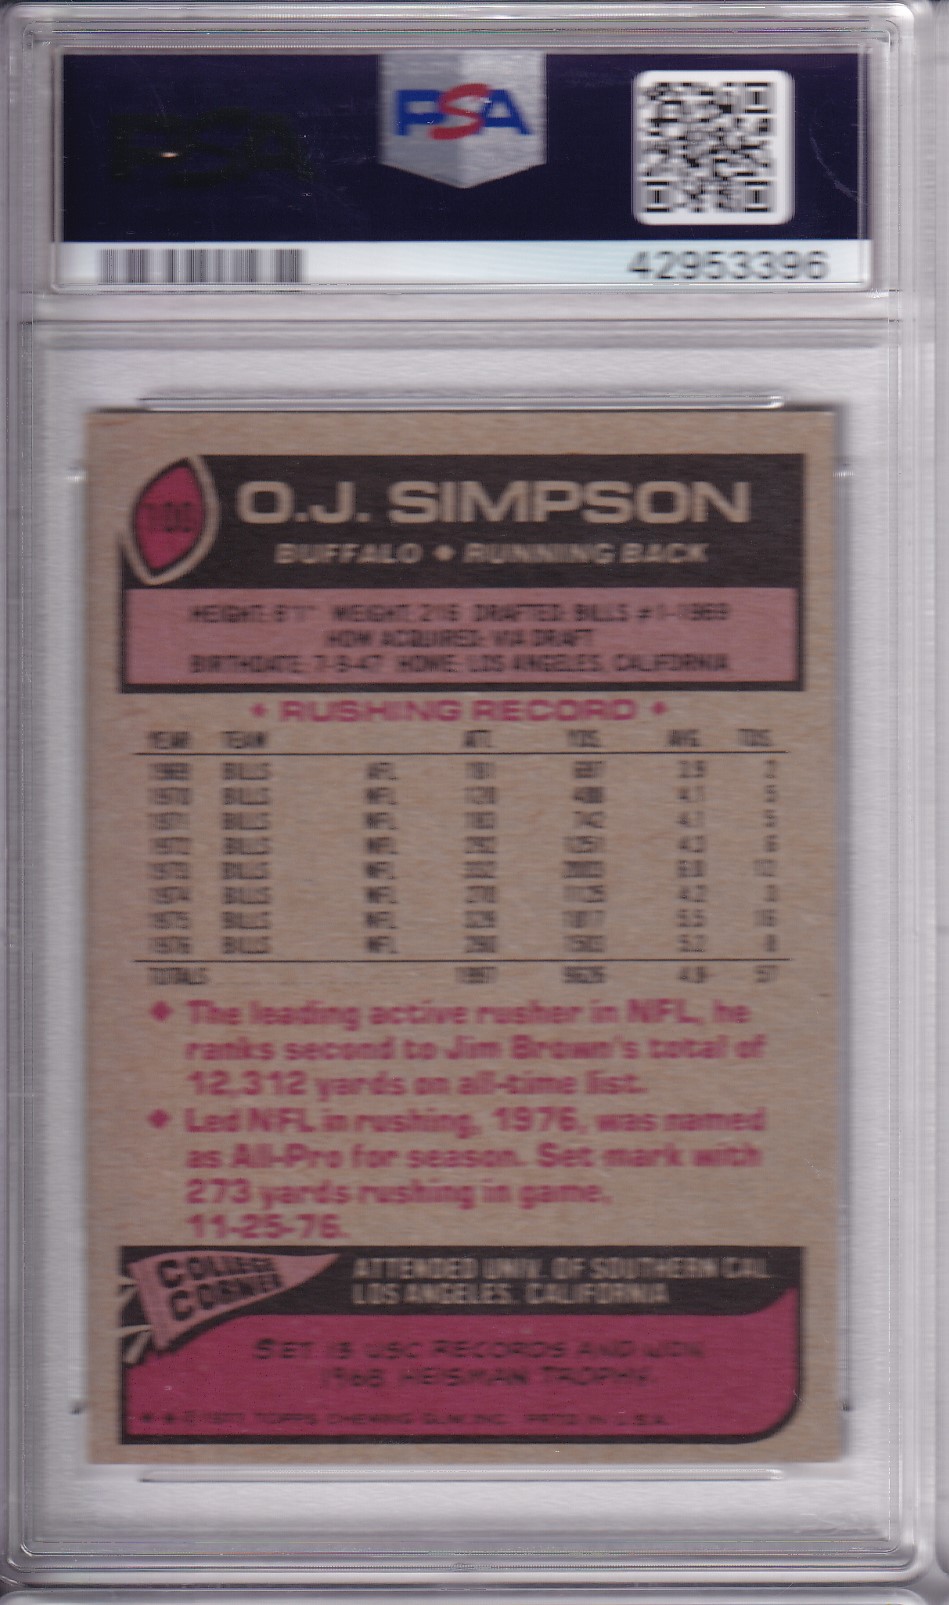 PSA
42953396
100
O.J. SIMPSON
BUFFALO ◆ RUNNING BACK
HEIGHT: 6'1" WEIGHT: 216 DRAFTED: BILLS #1-1969
HOW ACQUIRED: VIA DRAFT
BIRTHDATE: 7-9-47 HOME: LOS ANGELES, CALIFORNIA
◆ RUSHING RECORD ◆
YEAR TEAM ATT. YDS. AVG. TDS.
1969 BILLS AFL 181 697 3.9 2
1970 BILLS NFL 120 488 4.1 5
1971 BILLS NFL 183 742 4.1 5
1972 BILLS NFL 292 1251 4.3 6
1973 BILLS NFL 332 2003 6.0 12
1974 BILLS NFL 270 1125 4.2 3
1975 BILLS NFL 329 1817 5.5 16
1976 BILLS NFL 290 1503 5.2 8
TOTALS 1997 9626 4.8 57
◆ The leading active rusher in NFL, he
ranks second to Jim Brown's total of
12,312 yards on all-time list.
◆ Led NFL in rushing, 1976, was named
as All-Pro for season. Set mark with
273 yards rushing in game,
11-25-76.
COLLEGE
CORNER
ATTENDED UNIV. OF SOUTHERN CAL
LOS ANGELES, CALIFORNIA
SET 13 USC RECORDS AND WON
1968 HEISMAN TROPHY.
© 1977 TOPPS CHEWING GUM, INC. PRTD IN U.S.A.